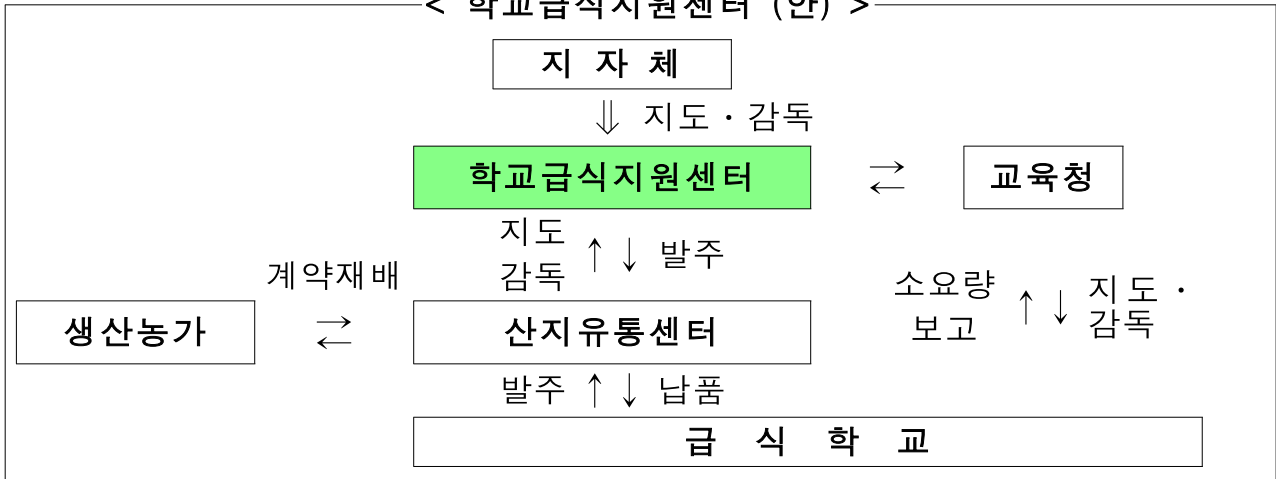 < 학교급식지원센터 (안) >
지 자 체
⇓ 지도·감독
학교급식지원센터 → ← 교육청
지도 감독 ↑ ↓ 발주
계약재배
소요량 보고 ↑ ↓ 지도· 감독
생산농가 → ← 산지유통센터
발주 ↑ ↓ 납품
급 식 학 교